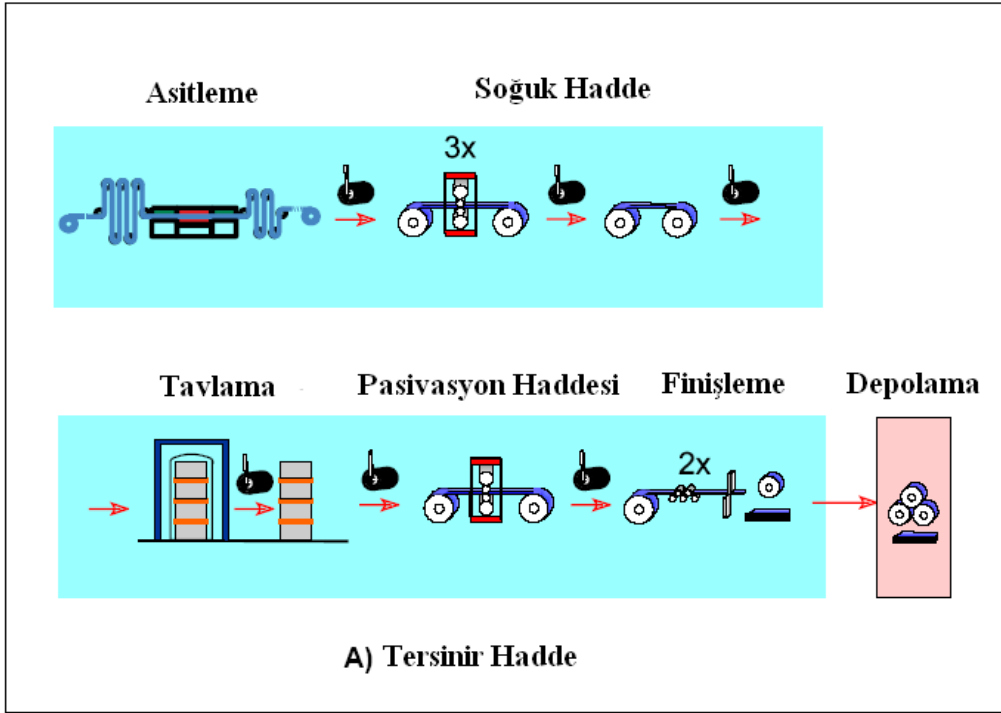 Asitleme
Soğuk Hadde
3x
Tavlama
Pasivasyon Haddesi
Finişleme
Depolama
2x
A) Tersinir Hadde